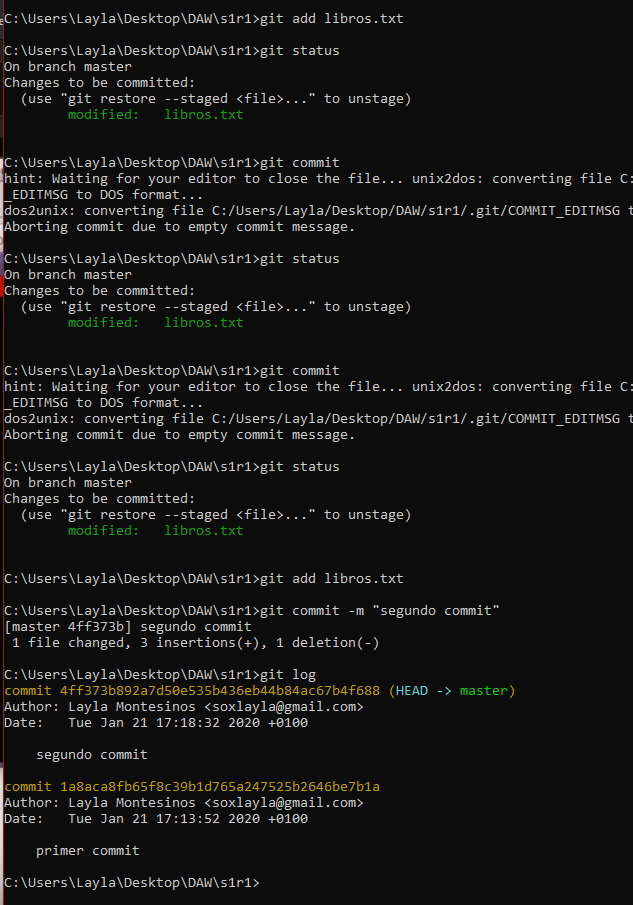 C:\Users\Layla\Desktop\DAW\s1r1>git add libros.txt
C:\Users\Layla\Desktop\DAW\s1r1>git status
On branch master
Changes to be committed:
  (use "git restore --staged <file>..." to unstage)
        modified:   libros.txt
C:\Users\Layla\Desktop\DAW\s1r1>git commit
hint: Waiting for your editor to close the file... unix2dos: converting file C:
_EDITMSG to DOS format...
dos2unix: converting file C:/Users/Layla/Desktop/DAW/s1r1/.git/COMMIT_EDITMSG t
Aborting commit due to empty commit message.
C:\Users\Layla\Desktop\DAW\s1r1>git status
On branch master
Changes to be committed:
  (use "git restore --staged <file>..." to unstage)
        modified:   libros.txt
C:\Users\Layla\Desktop\DAW\s1r1>git commit
hint: Waiting for your editor to close the file... unix2dos: converting file C:
_EDITMSG to DOS format...
dos2unix: converting file C:/Users/Layla/Desktop/DAW/s1r1/.git/COMMIT_EDITMSG t
Aborting commit due to empty commit message.
C:\Users\Layla\Desktop\DAW\s1r1>git status
On branch master
Changes to be committed:
  (use "git restore --staged <file>..." to unstage)
        modified:   libros.txt
C:\Users\Layla\Desktop\DAW\s1r1>git add libros.txt
C:\Users\Layla\Desktop\DAW\s1r1>git commit -m "segundo commit"
[master 4ff373b] segundo commit
 1 file changed, 3 insertions(+), 1 deletion(-)
C:\Users\Layla\Desktop\DAW\s1r1>git log
commit 4ff373b892a7d50e535b436eb44b84ac67b4f688 (HEAD -> master)
Author: Layla Montesinos <soxlayla@gmail.com>
Date:   Tue Jan 21 17:18:32 2020 +0100
    segundo commit
commit 1a8aca8fb65f8c39b1d765a247525b2646be7b1a
Author: Layla Montesinos <soxlayla@gmail.com>
Date:   Tue Jan 21 17:13:52 2020 +0100
    primer commit
C:\Users\Layla\Desktop\DAW\s1r1>